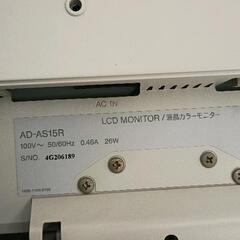 AC IN
LCD MONITOR / 液晶カラーモニター
AD-AS15R
100V～ 50/60Hz 0.46A 26W
S/NO. 4G206189